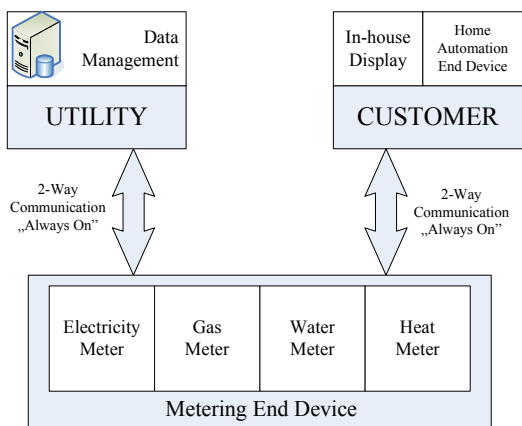 Data
Management
UTILITY
In-house
Display
Home
Automation
End Device
CUSTOMER
2-Way
Communication
„Always On”
2-Way
Communication
„Always On”
Electricity
Meter
Gas
Meter
Water
Meter
Heat
Meter
Metering End Device